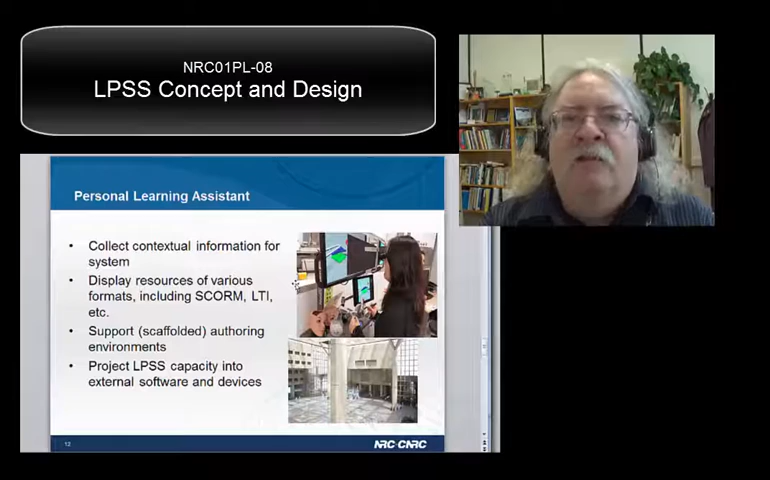 NRC01PL-08
LPSS Concept and Design
Personal Learning Assistant
• Collect contextual information for
system
• Display resources of various
formats, including SCORM, LTI,
etc.
• Support (scaffolded) authoring
environments
• Project LPSS capacity into
external software and devices
12
NRC·CNRC